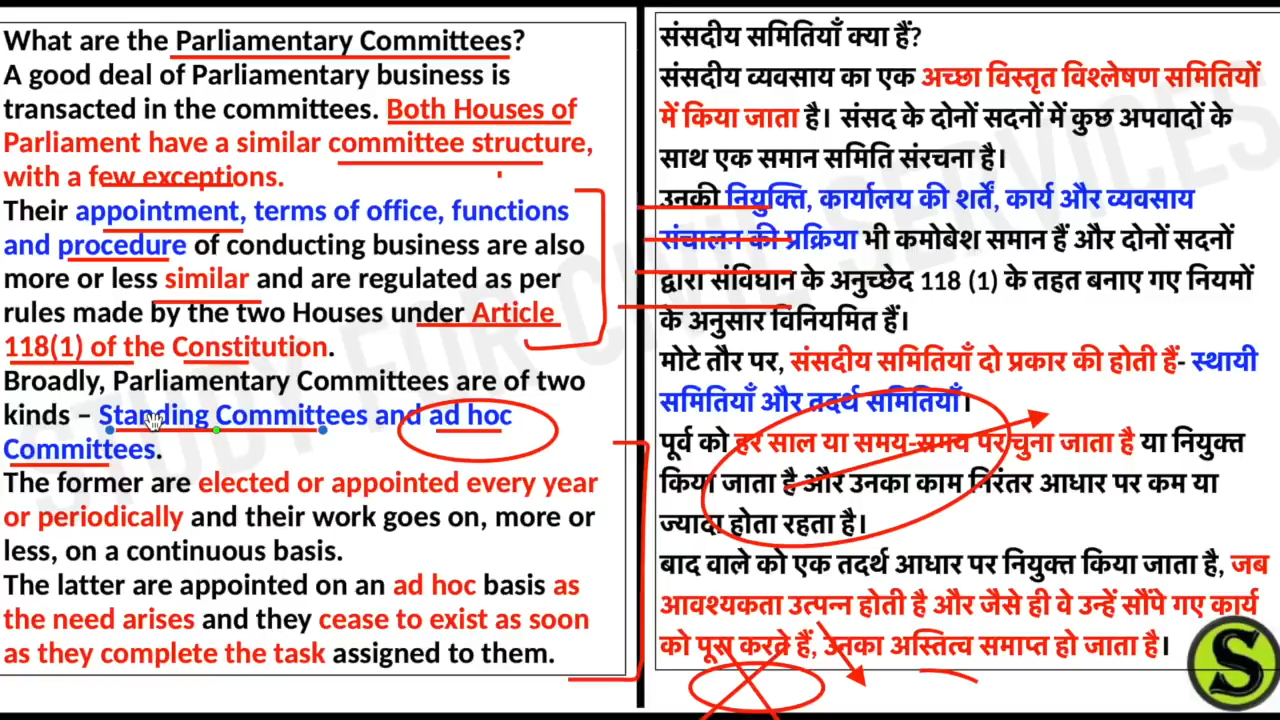 What are the Parliamentary Committees?
A good deal of Parliamentary business is
transacted in the committees. Both Houses of
Parliament have a similar committee structure,
with a few exceptions.
Their appointment, terms of office, functions
and procedure of conducting business are also
more or less similar and are regulated as per
rules made by the two Houses under Article
118(1) of the Constitution.
Broadly, Parliamentary Committees are of two
kinds – Standing Committees and ad hoc
Committees.
The former are elected or appointed every year
or periodically and their work goes on, more or
less, on a continuous basis.
The latter are appointed on an ad hoc basis as
the need arises and they cease to exist as soon
as they complete the task assigned to them.
संसदीय समितियाँ क्या हैं?
संसदीय व्यवसाय का एक अच्छा विस्तृत विश्लेषण समितियों
में किया जाता है। संसद के दोनों सदनों में कुछ अपवादों के
साथ एक समान समिति संरचना है।
उनकी नियुक्ति, कार्यालय की शर्तें, कार्य और व्यवसाय
संचालन की प्रक्रिया भी कमोबेश समान हैं और दोनों सदनों
द्वारा संविधान के अनुच्छेद 118 (1) के तहत बनाए गए नियमों
के अनुसार विनियमित हैं।
मोटे तौर पर, संसदीय समितियाँ दो प्रकार की होती हैं- स्थायी
समितियाँ और तदर्थ समितियाँ।
पूर्व को हर साल या समय-समय पर चुना जाता है या नियुक्त
किया जाता है और उनका काम निरंतर आधार पर कम या
ज्यादा होता रहता है।
बाद वाले को एक तदर्थ आधार पर नियुक्त किया जाता है, जब
आवश्यकता उत्पन्न होती है और जैसे ही वे उन्हें सौंपे गए कार्य
को पूरा करते हैं, उनका अस्तित्व समाप्त हो जाता है।
STUDY FOR CIVIL SERVICES
S